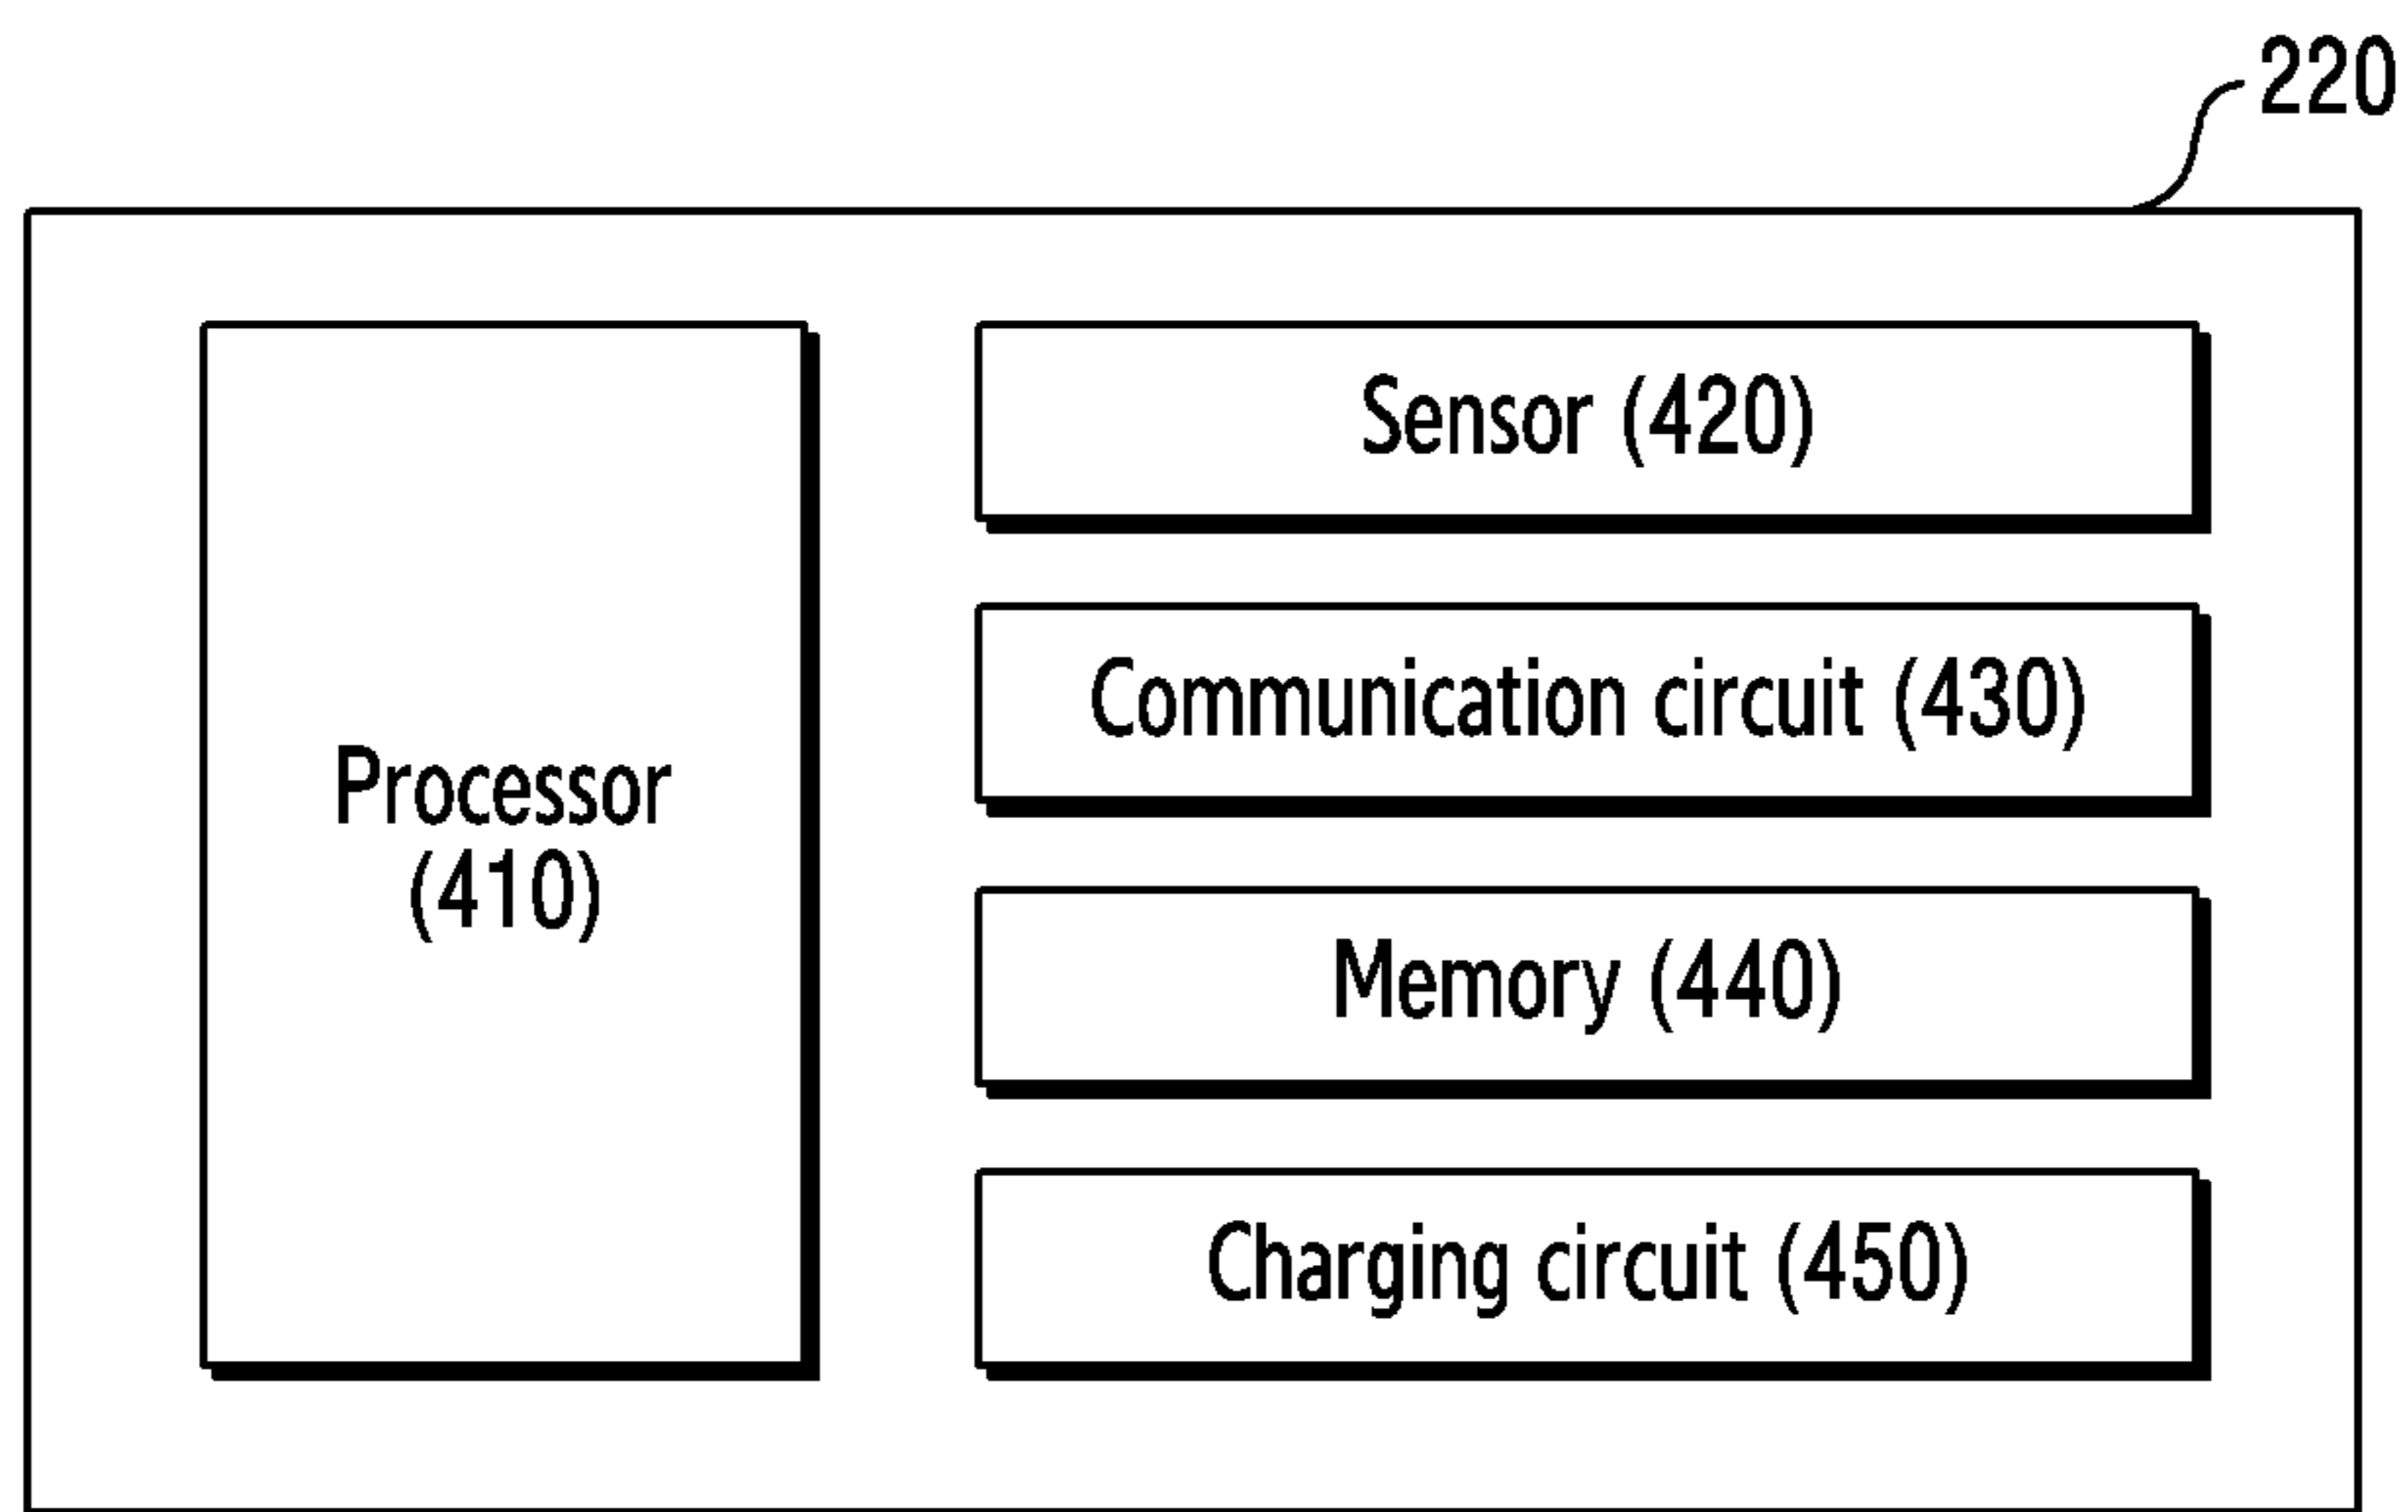 220
Processor
(410)
Sensor (420)
Communication circuit (430)
Memory (440)
Charging circuit (450)